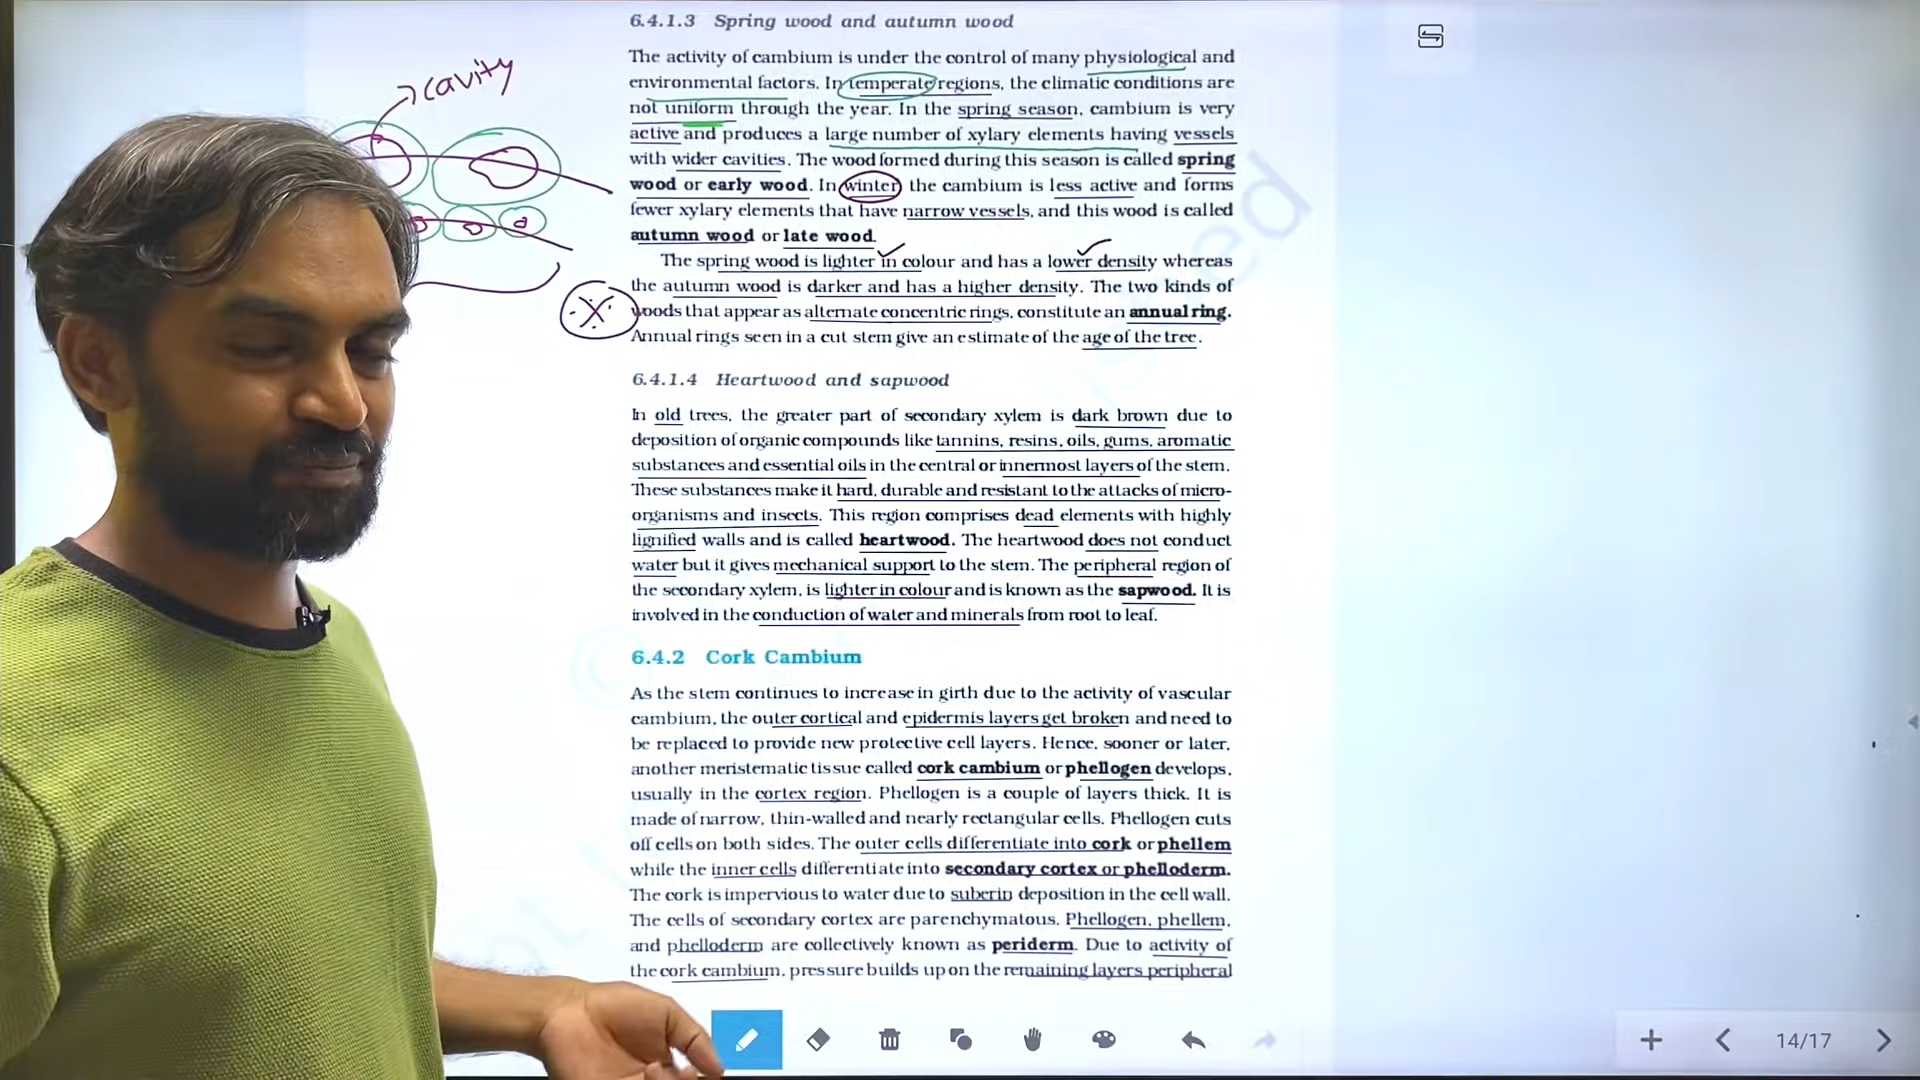 6.4.1.3 Spring wood and autumn wood
The activity of cambium is under the control of many physiological and
environmental factors. In temperate regions, the climatic conditions are
not uniform through the year. In the spring season, cambium is very
active and produces a large number of xylary elements having vessels
with wider cavities. The wood formed during this season is called spring
wood or early wood. In winter, the cambium is less active and forms
fewer xylary elements that have narrow vessels, and this wood is called
autumn wood or late wood.
The spring wood is lighter in colour and has a lower density whereas
the autumn wood is darker and has a higher density. The two kinds of
woods that appear as alternate concentric rings, constitute an annual ring.
Annual rings seen in a cut stem give an estimate of the age of the tree.
cavity
6.4.1.4 Heartwood and sapwood
In old trees, the greater part of secondary xylem is dark brown due to
deposition of organic compounds like tannins, resins, oils, gums, aromatic
substances and essential oils in the central or innermost layers of the stem.
These substances make it hard, durable and resistant to the attacks of micro-
organisms and insects. This region comprises dead elements with highly
lignified walls and is called heartwood. The heartwood does not conduct
water but it gives mechanical support to the stem. The peripheral region of
the secondary xylem, is lighter in colour and is known as the sapwood. It is
involved in the conduction of water and minerals from root to leaf.
6.4.2 Cork Cambium
As the stem continues to increase in girth due to the activity of vascular
cambium, the outer cortical and epidermis layers get broken and need to
be replaced to provide new protective cell layers. Hence, sooner or later,
another meristematic tissue called cork cambium or phellogen develops,
usually in the cortex region. Phellogen is a couple of layers thick. It is
made of narrow, thin-walled and nearly rectangular cells. Phellogen cuts
off cells on both sides. The outer cells differentiate into cork or phellem
while the inner cells differentiate into secondary cortex or phelloderm.
The cork is impervious to water due to suberin deposition in the cell wall.
The cells of secondary cortex are parenchymatous. Phellogen, phellem,
and phelloderm are collectively known as periderm. Due to activity of
the cork cambium, pressure builds up on the remaining layers peripheral
14/17